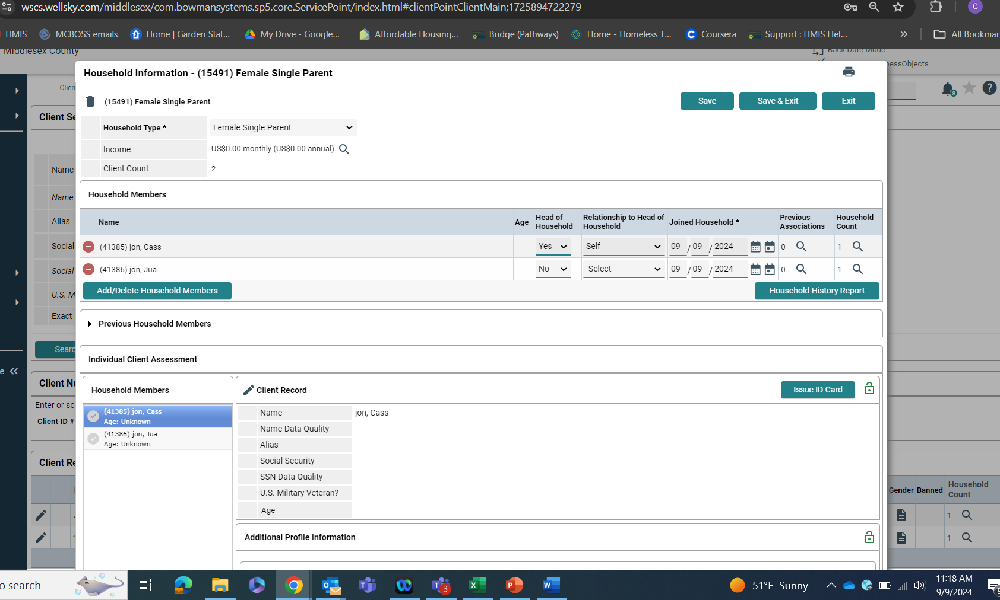 wscs.wellsky.com/middlesex/com.bowmansystems.sp5.core.ServicePoint/index.html#clientPointClientMain;1725894722279
C
E HMIS
MCBOSS emails
Home | Garden Stat...
My Drive - Google...
Affordable Housing...
Bridge (Pathways)
Home - Homeless T...
Coursera
Support : HMIS Hel...
»
All Bookmar
Middlesex County
Back Date Mode
nessObjects
Household Information - (15491) Female Single Parent
Clien
(15491) Female Single Parent
Save
Save & Exit
Exit
8
?
Client Se
Household Type *
Female Single Parent
Income
US$0.00 monthly (US$0.00 annual)
Client Count
2
Name
Name
Alias
Social
Social
U.S. M
Exact
Searc
Household Members
Name
Age
Head of Household
Relationship to Head of Household
Joined Household *
Previous Associations
Household Count
(41385) jon, Cass
Yes
Self
09 / 09 / 2024
0
1
(41386) jon, Jua
No
-Select-
09 / 09 / 2024
0
1
Add/Delete Household Members
Household History Report
Previous Household Members
Individual Client Assessment
e
Client Nu
Enter or sc
Client ID #
Client Re
Household Members
(41385) jon, Cass
Age: Unknown
(41386) jon, Jua
Age: Unknown
Client Record
Issue ID Card
Name
jon, Cass
Name Data Quality
Alias
Social Security
SSN Data Quality
U.S. Military Veteran?
Age
Additional Profile Information
Gender
Banned
Household Count
1
1
o search
3
51°F Sunny
11:18 AM
9/9/2024